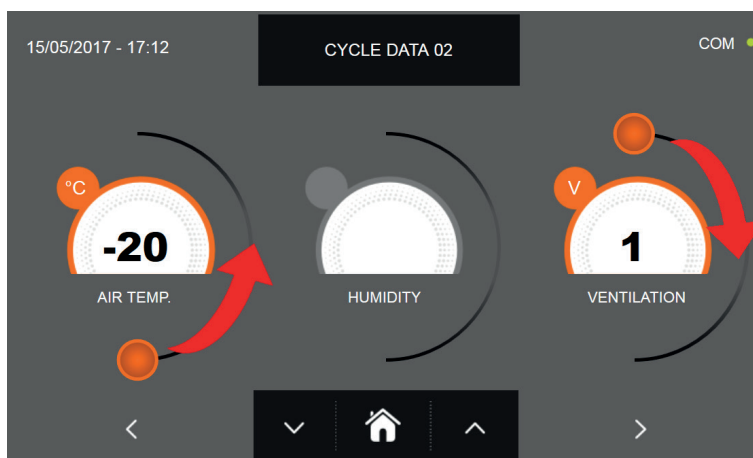 15/05/2017 - 17:12
CYCLE DATA 02
COM
°C
-20
AIR TEMP.
HUMIDITY
V
1
VENTILATION